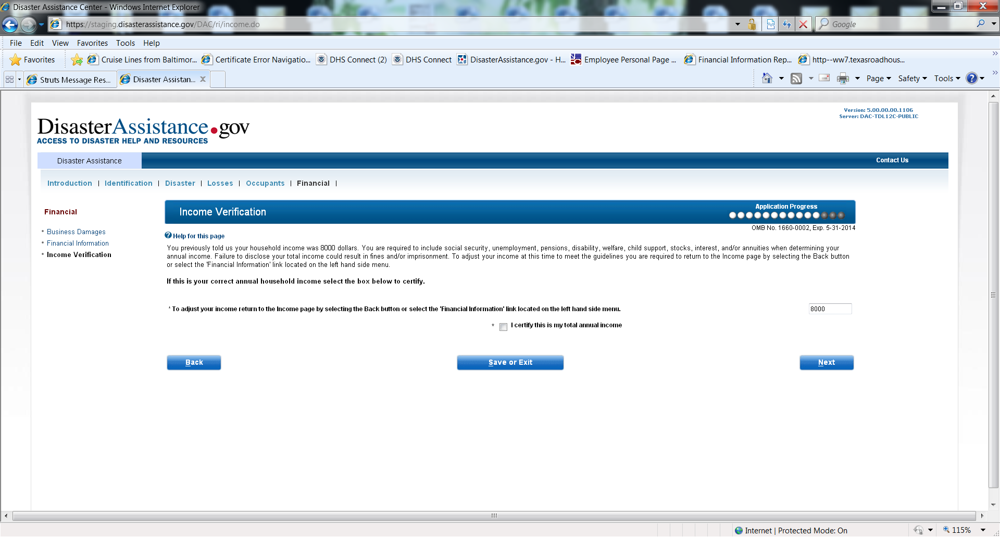 Disaster Assistance Center - Windows Internet Explorer
https://staging.disasterassistance.gov/DAC/ri/income.do
Google
File Edit View Favorites Tools Help
Favorites Cruise Lines from Baltimor... Certificate Error Navigatio... DHS Connect (2) DHS Connect DisasterAssistance.gov - H... Employee Personal Page ... Financial Information Rep... http--ww7.texasroadhous...
Struts Message Res... Disaster Assistan... Page Safety Tools
Version: 5.00.00.00.1106
Server: DAC-TDL12C-PUBLIC
DisasterAssistance.gov
ACCESS TO DISASTER HELP AND RESOURCES
Disaster Assistance Contact Us
Introduction | Identification | Disaster | Losses | Occupants | Financial |
Financial
• Business Damages
• Financial Information
• Income Verification
Income Verification
Application Progress
OMB No. 1660-0002, Exp. 5-31-2014
Help for this page
You previously told us your household income was 8000 dollars. You are required to include social security, unemployment, pensions, disability, welfare, child support, stocks, interest, and/or annuities when determining your
annual income. Failure to disclose your total income could result in fines and/or imprisonment. To adjust your income at this time to meet the guidelines you are required to return to the Income page by selecting the Back button
or select the 'Financial Information' link located on the left hand side menu.
If this is your correct annual household income select the box below to certify.
* To adjust your income return to the Income page by selecting the Back button or select the 'Financial Information' link located on the left hand side menu. 8000
* I certify this is my total annual income
Back Save or Exit Next
Internet | Protected Mode: On 115%